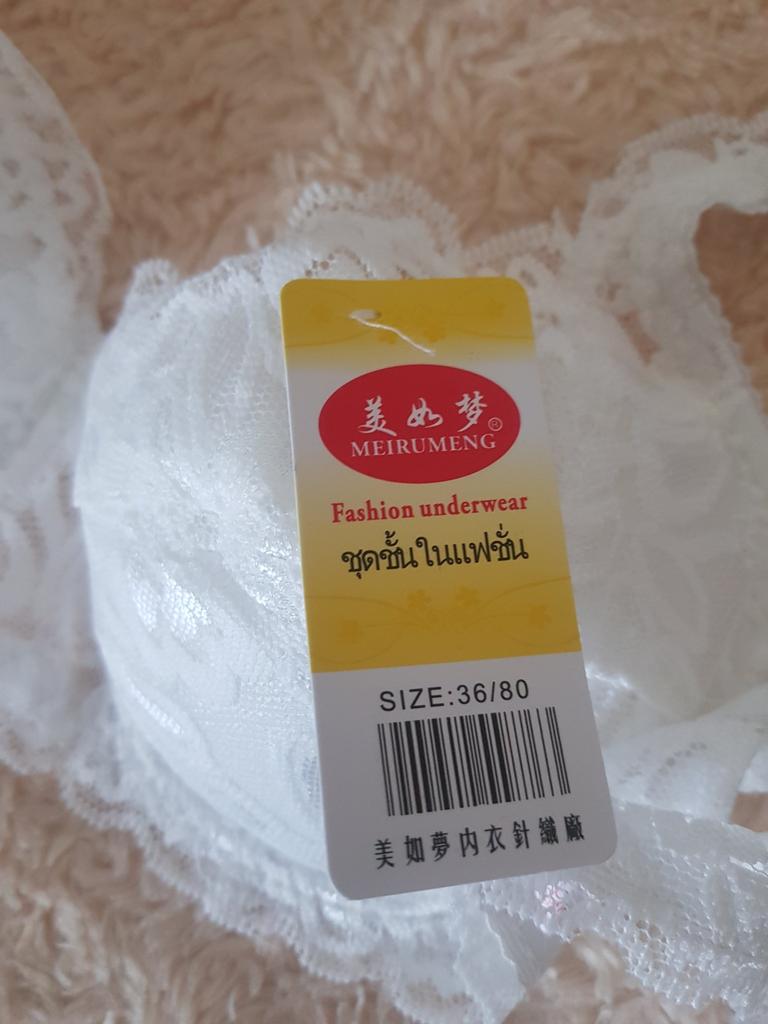 美如梦®
MEIRUMENG
Fashion underwear
ชุดชั้นในแฟชั่น
SIZE:36/80
美如夢内衣針織廠